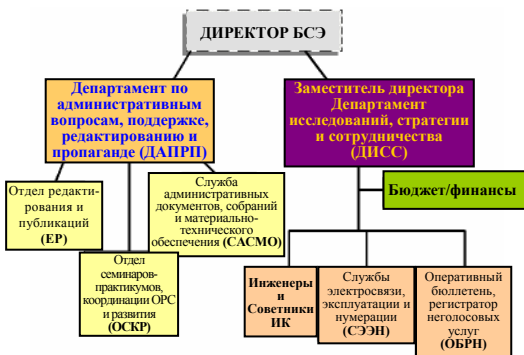 ДИРЕКТОР БСЭ
Департамент по
административным
вопросам, поддержке,
редактированию и
пропаганде (ДАПРП)
Заместитель директора
Департамент
исследований, стратегии
и сотрудничества
(ДИСС)
Отдел редакти-
рования и
публикаций
(ЕР)
Служба
административных
документов, собраний
и материально-
технического
обеспечения (САСМО)
Бюджет/финансы
Отдел
семинаров-
практикумов,
координации ОРС
и развития
(ОСКР)
Инженеры
и
Советники
ИК
Службы
электросвязи,
эксплуатации и
нумерации
(СЭЭН)
Оперативный
бюллетень,
регистратор
неголосовых
услуг
(ОБРН)